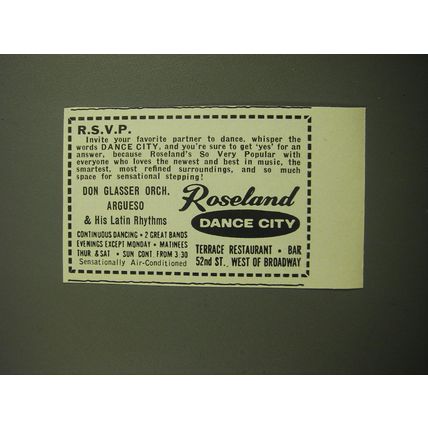 R.S.V.P.
Invite your favorite partner to dance, whisper the
words DANCE CITY, and you're sure to get 'yes' for an
answer, because Roseland's So Very Popular with
everyone who loves the newest and best in music, the
smartest, most refined surroundings, and so much
space for sensational stepping!
DON GLASSER ORCH.
ARGUESO
& His Latin Rhythms
CONTINUOUS DANCING • 2 GREAT BANDS
EVENINGS EXCEPT MONDAY • MATINEES
THUR. & SAT • SUN CONT. FROM 3:30
Sensationally Air-Conditioned
Roseland
DANCE CITY
TERRACE RESTAURANT • BAR
52nd ST., WEST OF BROADWAY